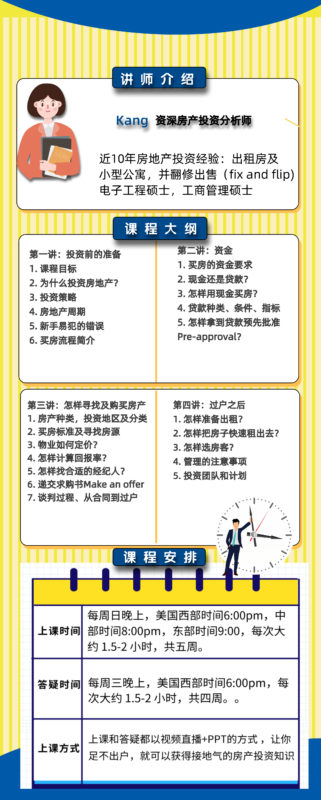 讲师介绍
Kang 资深房产投资分析师
近10年房地产投资经验：出租房及
小型公寓，并翻修出售（fix and flip)
电子工程硕士，工商管理硕士
课程大纲
第一讲：投资前的准备
1. 课程目标
2. 为什么投资房地产？
3. 投资策略
4. 房地产周期
5. 新手易犯的错误
6. 买房流程简介
第二讲：资金
1. 买房的资金要求
2. 现金还是贷款？
3. 怎样用现金买房？
4. 贷款种类、条件、指标
5. 怎样拿到贷款预先批准
Pre-approval？
第三讲：怎样寻找及购买房产
1. 房产种类，投资地区及分类
2. 买房标准及寻找房源
3. 物业如何定价？
4. 怎样计算回报率？
5. 怎样找合适的经纪人？
6. 递交求购书Make an offer
7. 谈判过程、从合同到过户
第四讲：过户之后
1. 怎样准备出租？
2. 怎样把房子快速租出去？
3. 怎样选房客？
4. 管理的注意事项
5. 投资团队和计划
课程安排
上课时间
每周日晚上，美国西部时间6:00pm，中
部时间8:00pm，东部时间9:00，每次大
约 1.5-2 小时，共五周。
答疑时间
每周三晚上，美国西部时间6:00pm，每
次大约 1.5-2 小时，共四周。。
上课方式
上课和答疑都以视频直播+PPT的方式 ，让你
足不出户，就可以获得接地气的房产投资知识